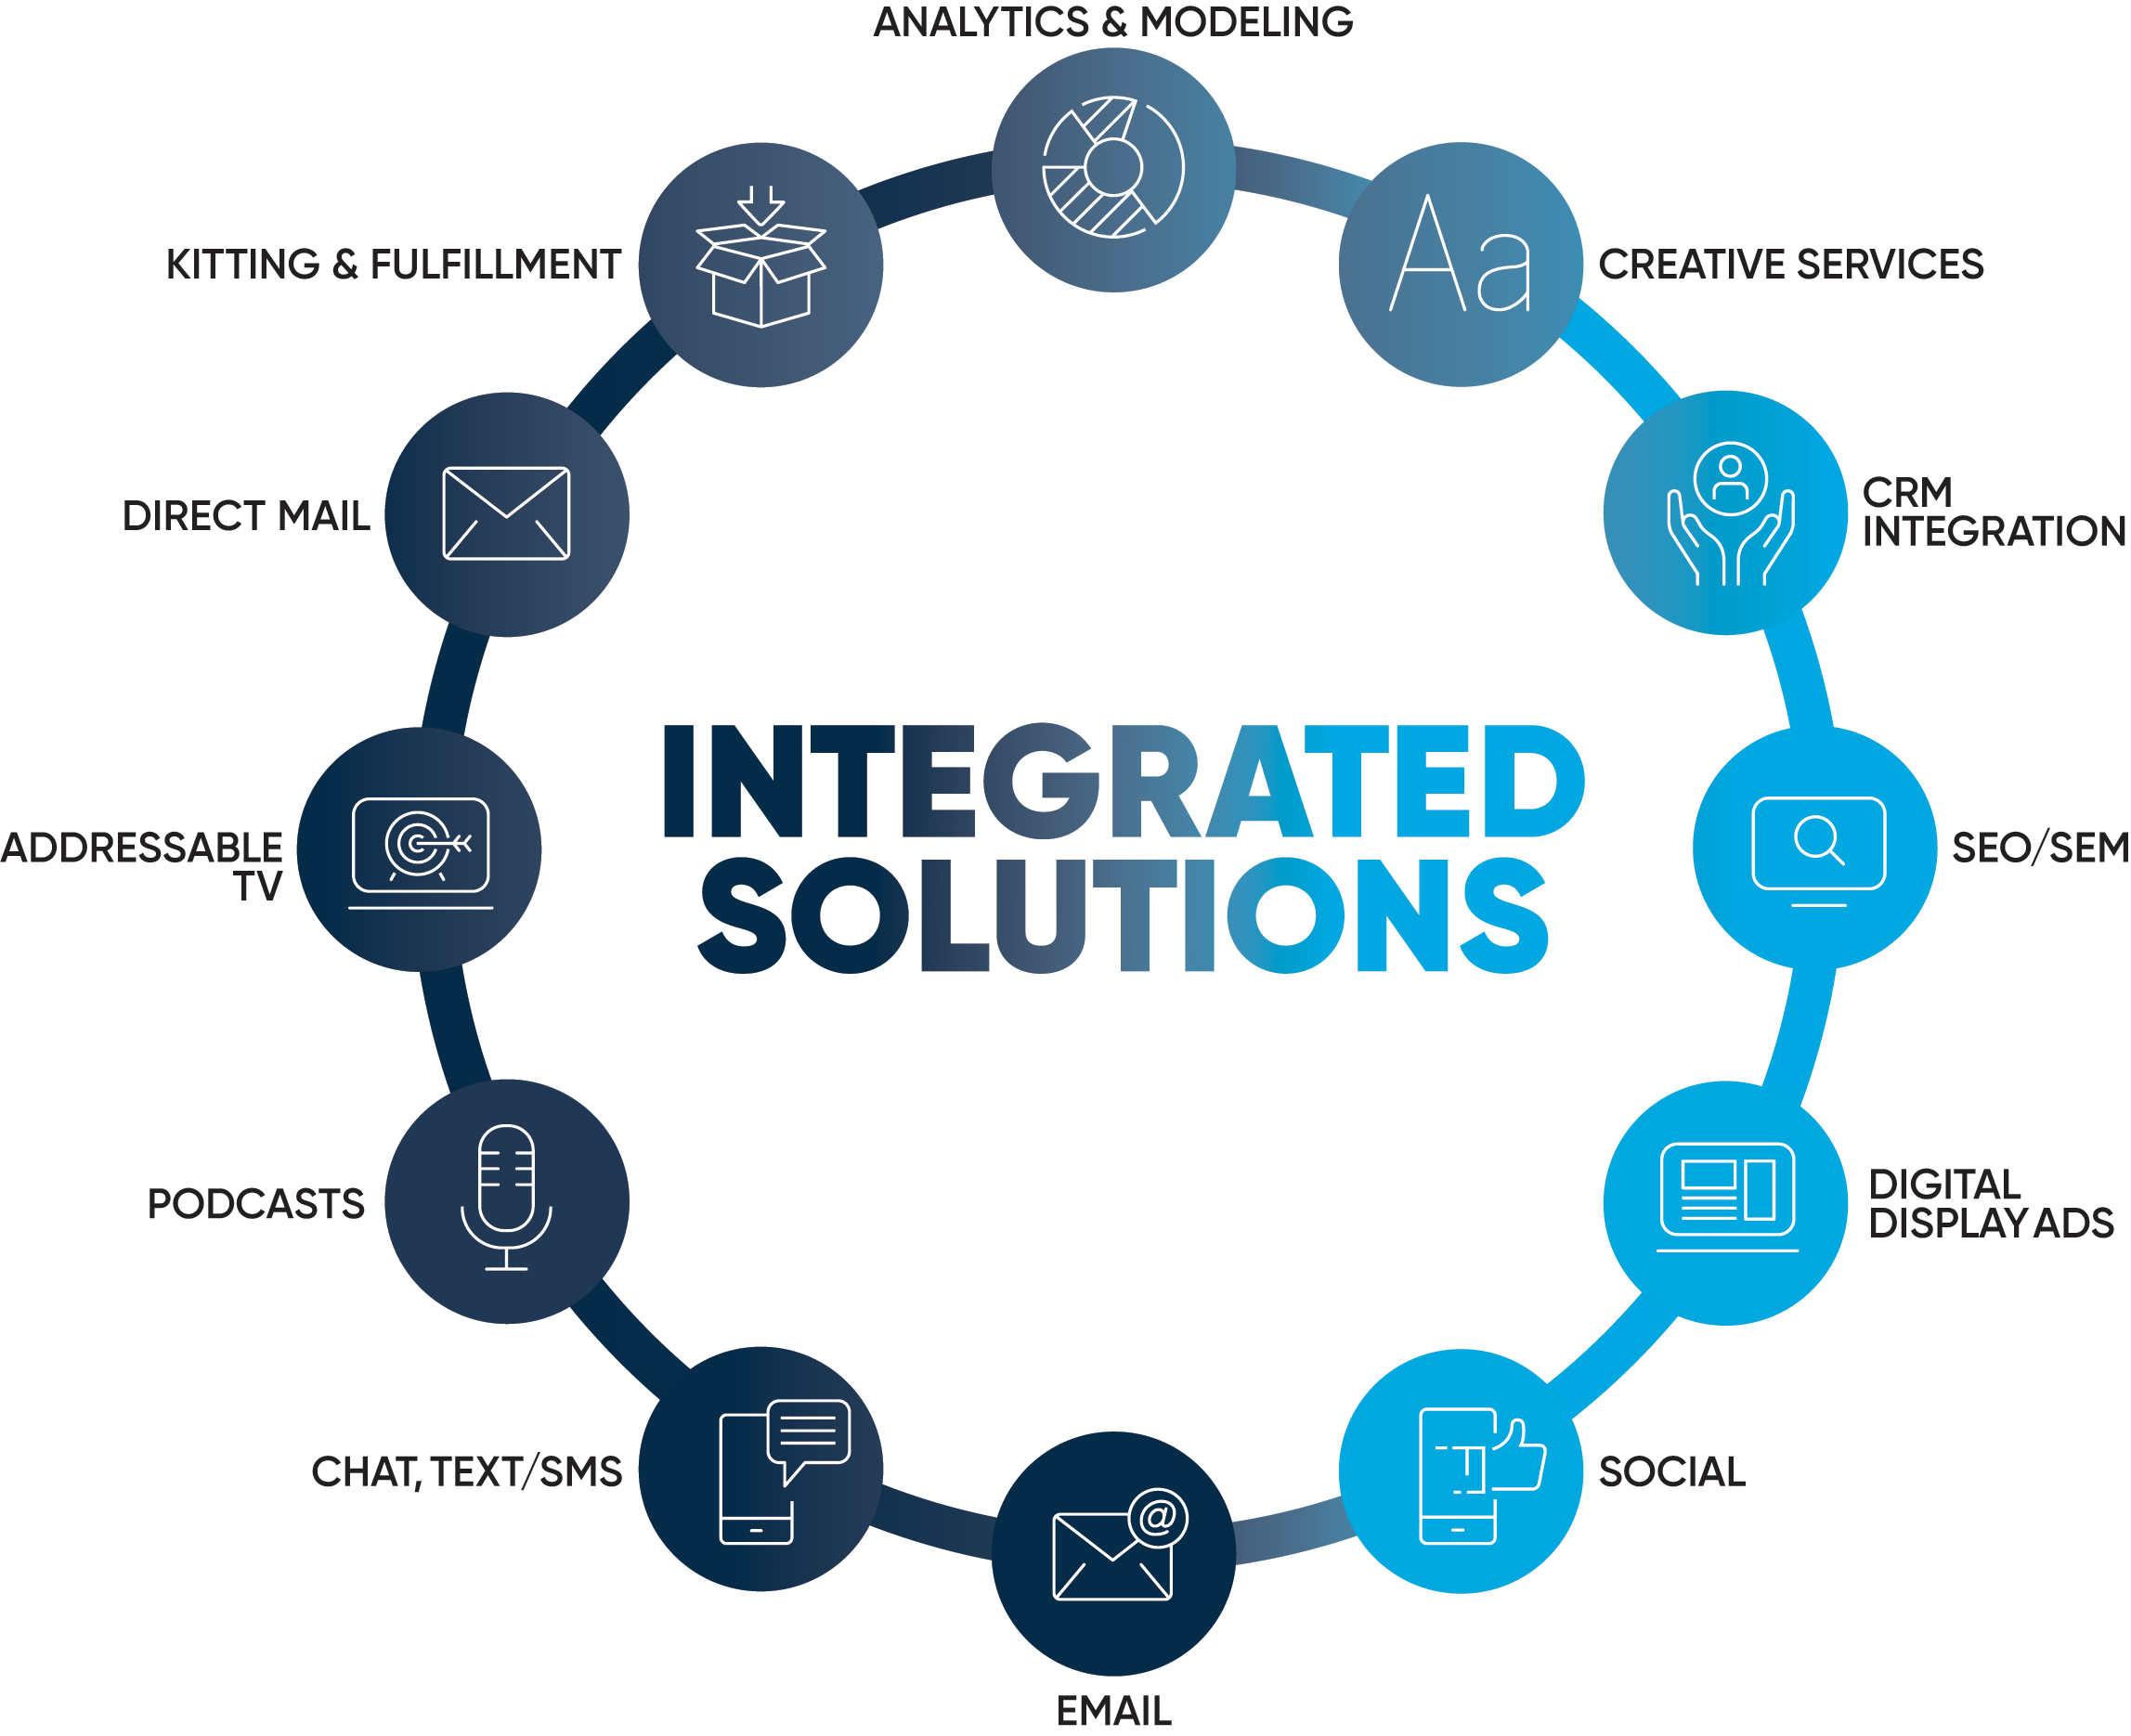 ANALYTICS & MODELING
KITTING & FULFILLMENT
Aa
CREATIVE SERVICES
DIRECT MAIL
CRM
INTEGRATION
INTEGRATED
SOLUTIONS
ADDRESSABLE
TV
SEO/SEM
PODCASTS
DIGITAL
DISPLAY ADS
CHAT, TEXT/SMS
SOCIAL
@
EMAIL